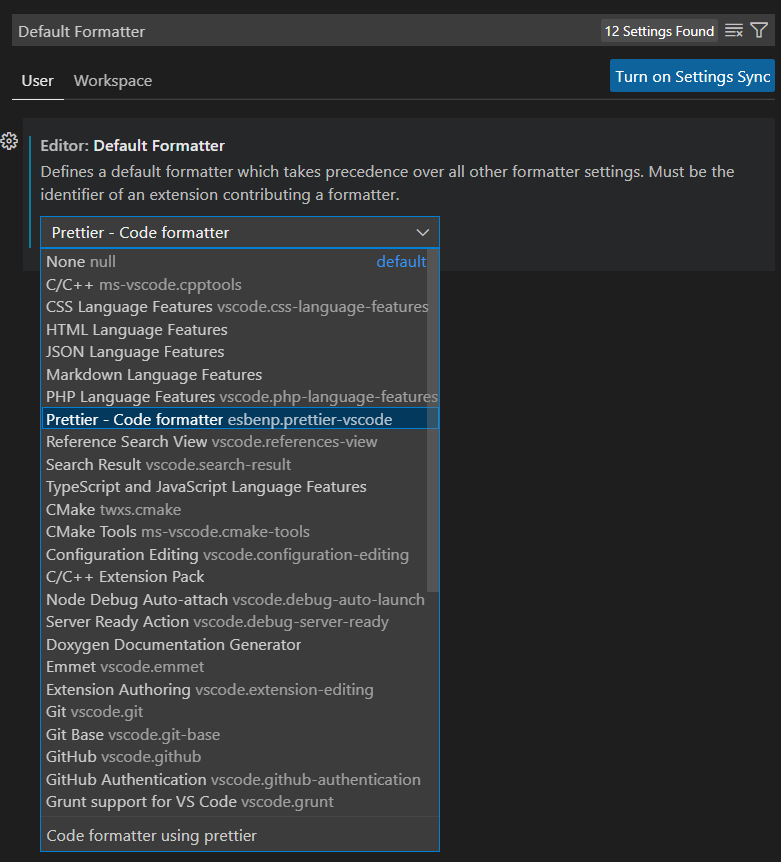 Default Formatter
12 Settings Found
User Workspace
Turn on Settings Sync
Editor: Default Formatter
Defines a default formatter which takes precedence over all other formatter settings. Must be the
identifier of an extension contributing a formatter.
Prettier - Code formatter
None null default
C/C++ ms-vscode.cpptools
CSS Language Features vscode.css-language-features
HTML Language Features
JSON Language Features
Markdown Language Features
PHP Language Features vscode.php-language-features
Prettier - Code formatter esbenp.prettier-vscode
Reference Search View vscode.references-view
Search Result vscode.search-result
TypeScript and JavaScript Language Features
CMake twxs.cmake
CMake Tools ms-vscode.cmake-tools
Configuration Editing vscode.configuration-editing
C/C++ Extension Pack
Node Debug Auto-attach vscode.debug-auto-launch
Server Ready Action vscode.debug-server-ready
Doxygen Documentation Generator
Emmet vscode.emmet
Extension Authoring vscode.extension-editing
Git vscode.git
Git Base vscode.git-base
GitHub vscode.github
GitHub Authentication vscode.github-authentication
Grunt support for VS Code vscode.grunt
Code formatter using prettier